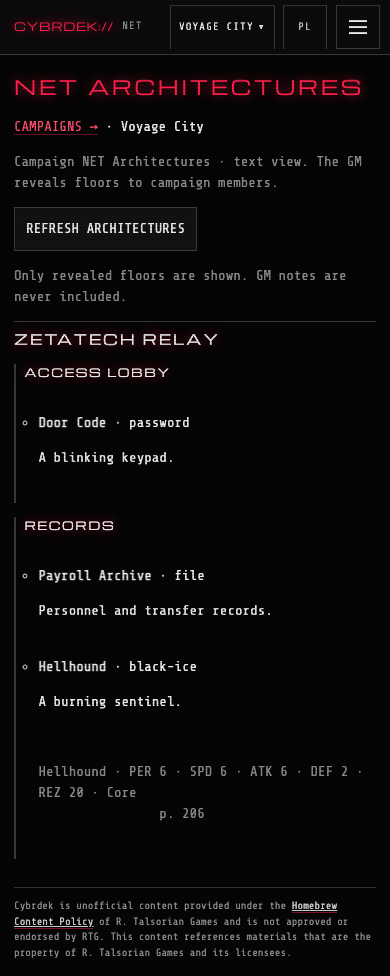 CYBRDEK:// NET VOYAGE CITY ▾ PL
NET ARCHITECTURES
CAMPAIGNS → · Voyage City
Campaign NET Architectures · text view. The GM
reveals floors to campaign members.
REFRESH ARCHITECTURES
Only revealed floors are shown. GM notes are
never included.
ZETATECH RELAY
ACCESS LOBBY
Door Code · password
A blinking keypad.
RECORDS
Payroll Archive · file
Personnel and transfer records.
Hellhound · black-ice
A burning sentinel.
Hellhound · PER 6 · SPD 6 · ATK 6 · DEF 2 ·
REZ 20 · Core
p. 206
Cybrdek is unofficial content provided under the Homebrew
Content Policy of R. Talsorian Games and is not approved or
endorsed by RTG. This content references materials that are the
property of R. Talsorian Games and its licensees.